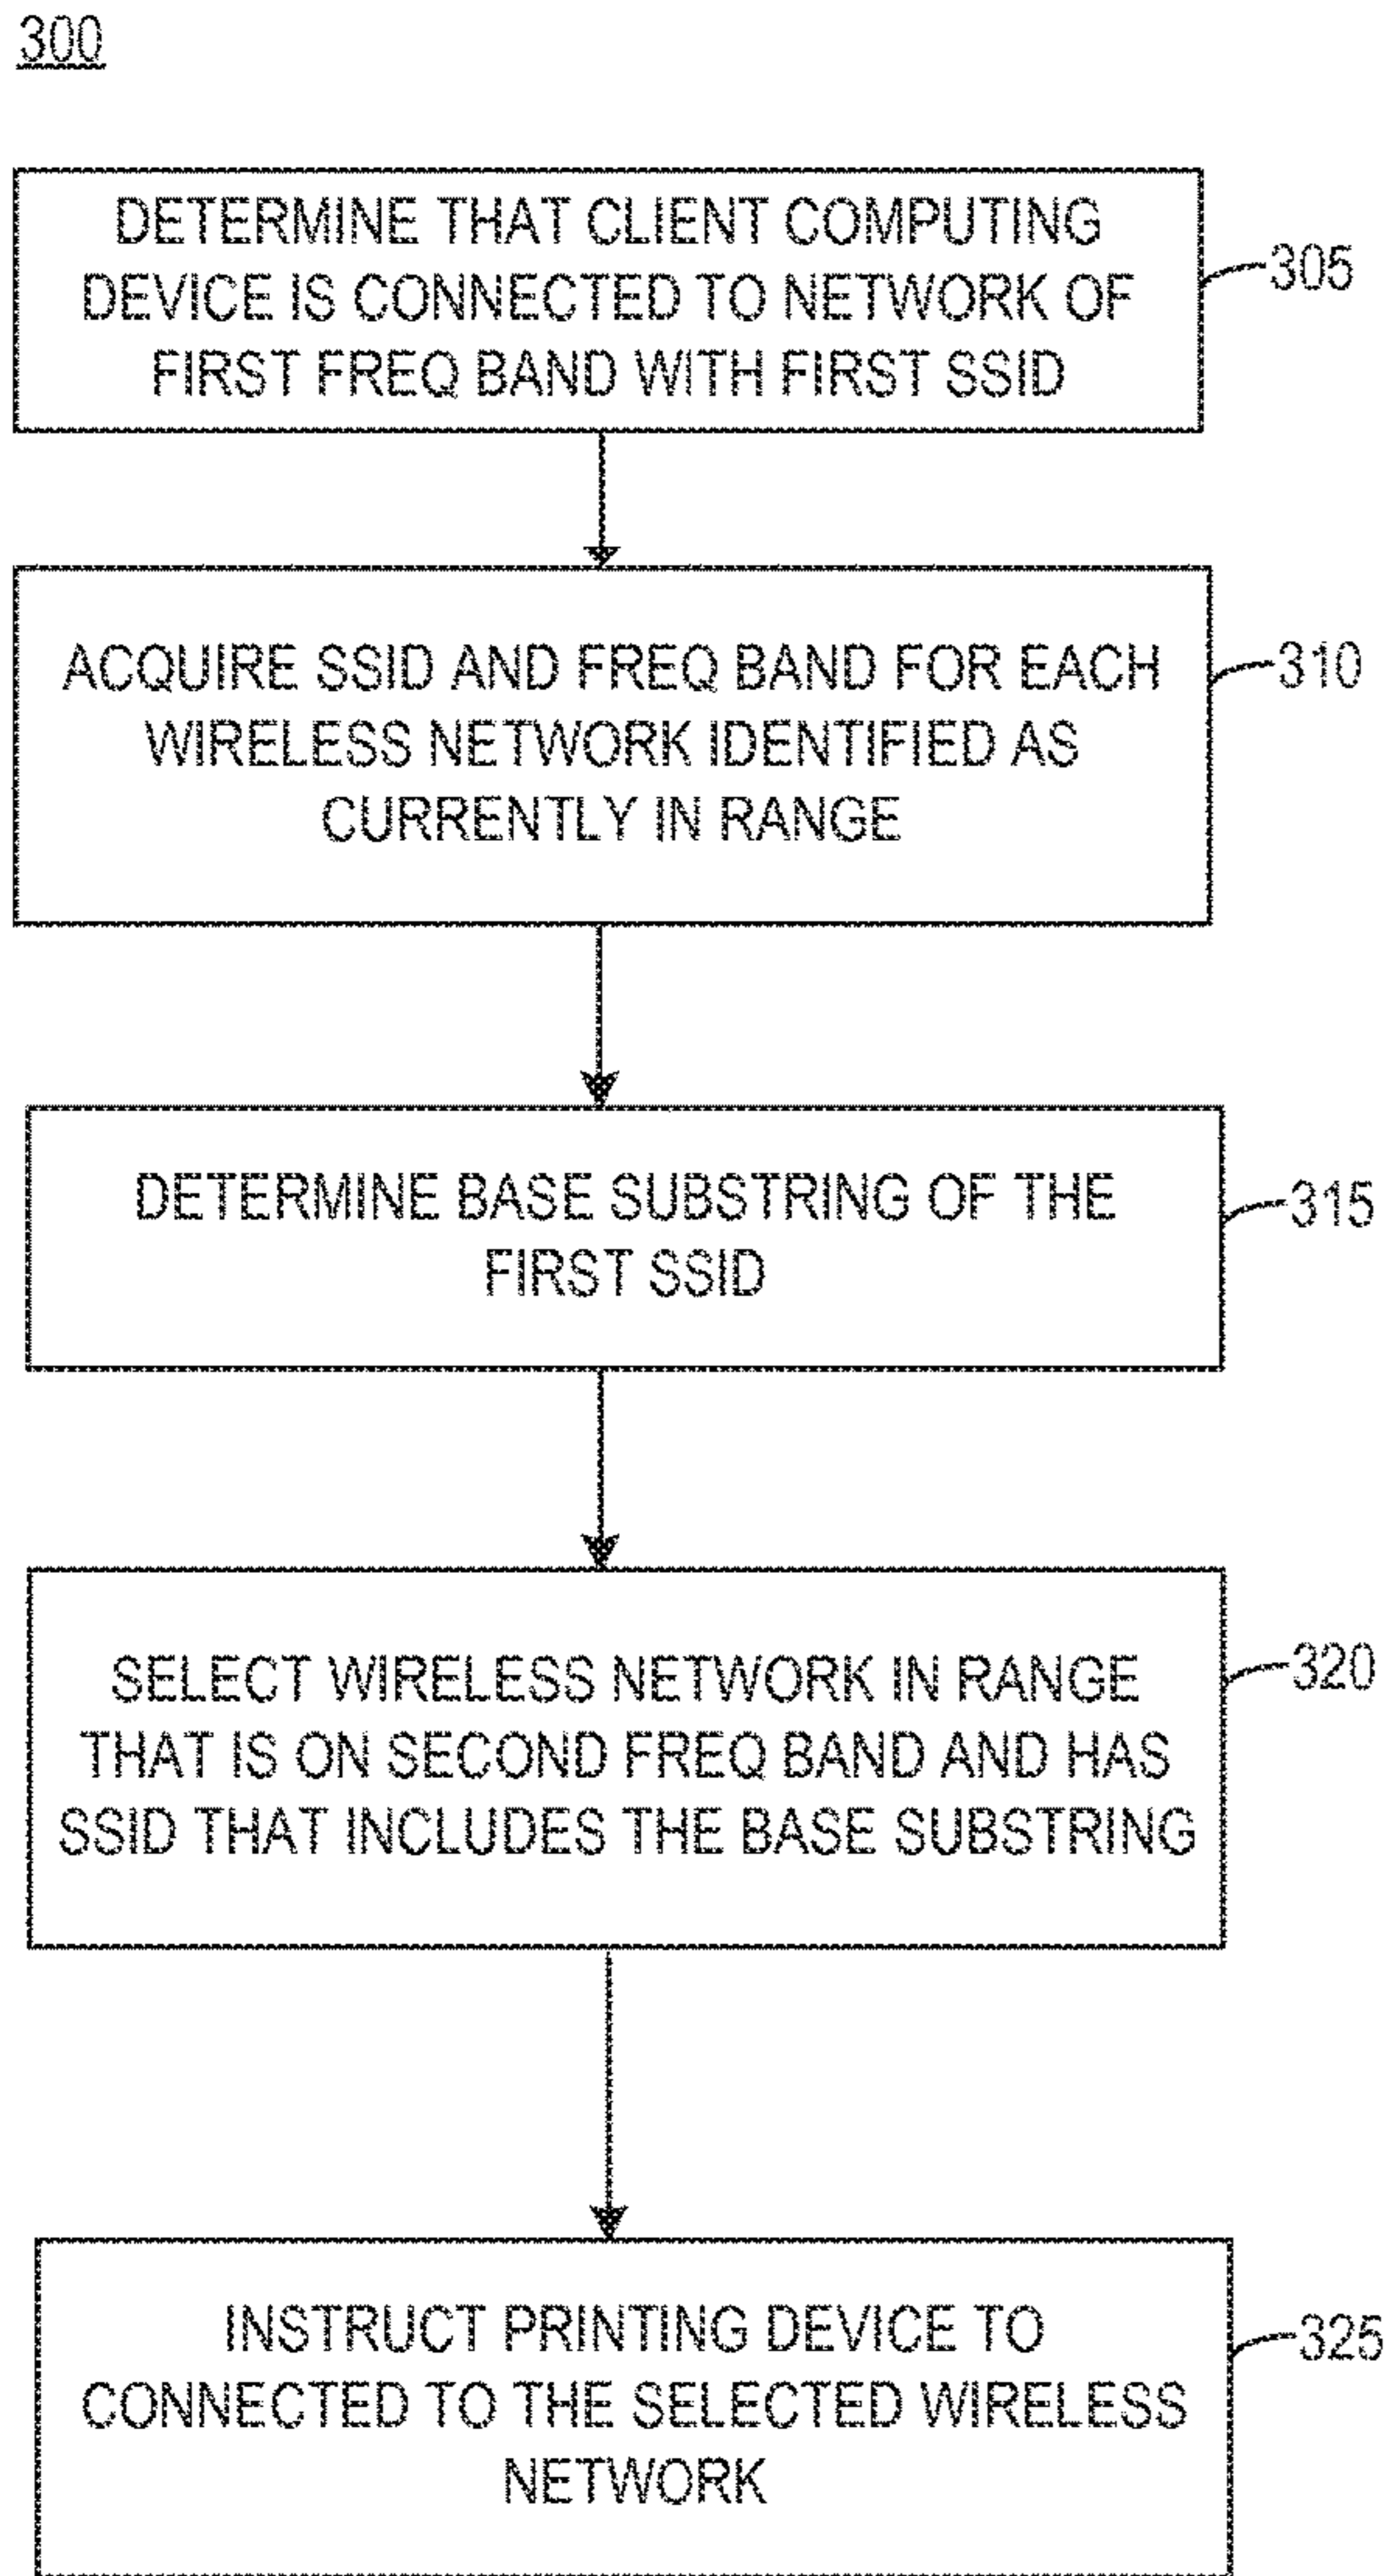 300
DETERMINE THAT CLIENT COMPUTING
DEVICE IS CONNECTED TO NETWORK OF
FIRST FREQ BAND WITH FIRST SSID
305
ACQUIRE SSID AND FREQ BAND FOR EACH
WIRELESS NETWORK IDENTIFIED AS
CURRENTLY IN RANGE
310
DETERMINE BASE SUBSTRING OF THE
FIRST SSID
315
SELECT WIRELESS NETWORK IN RANGE
THAT IS ON SECOND FREQ BAND AND HAS
SSID THAT INCLUDES THE BASE SUBSTRING
320
INSTRUCT PRINTING DEVICE TO
CONNECTED TO THE SELECTED WIRELESS
NETWORK
325